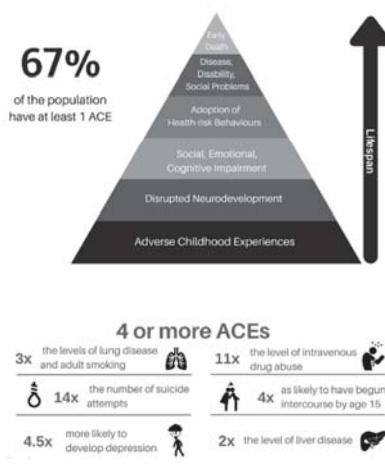 67%
of the population
have at least 1 ACE
Early
Death
Disease,
Disability,
Social Problems
Adoption of
Health-risk Behaviours
Social, Emotional,
Cognitive Impairment
Disrupted Neurodevelopment
Adverse Childhood Experiences
Lifespan
4 or more ACEs
3x
the levels of lung disease
and adult smoking
11x
the level of intravenous
drug abuse
14x
the number of suicide
attempts
4x
as likely to have begun
intercourse by age 15
4.5x
more likely to
develop depression
2x
the level of liver disease